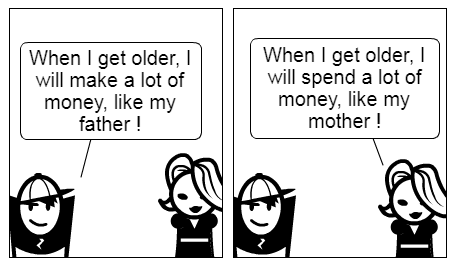 When I get older, I
will make a lot of
money, like my
father !
When I get older, I
will spend a lot of
money, like my
mother !